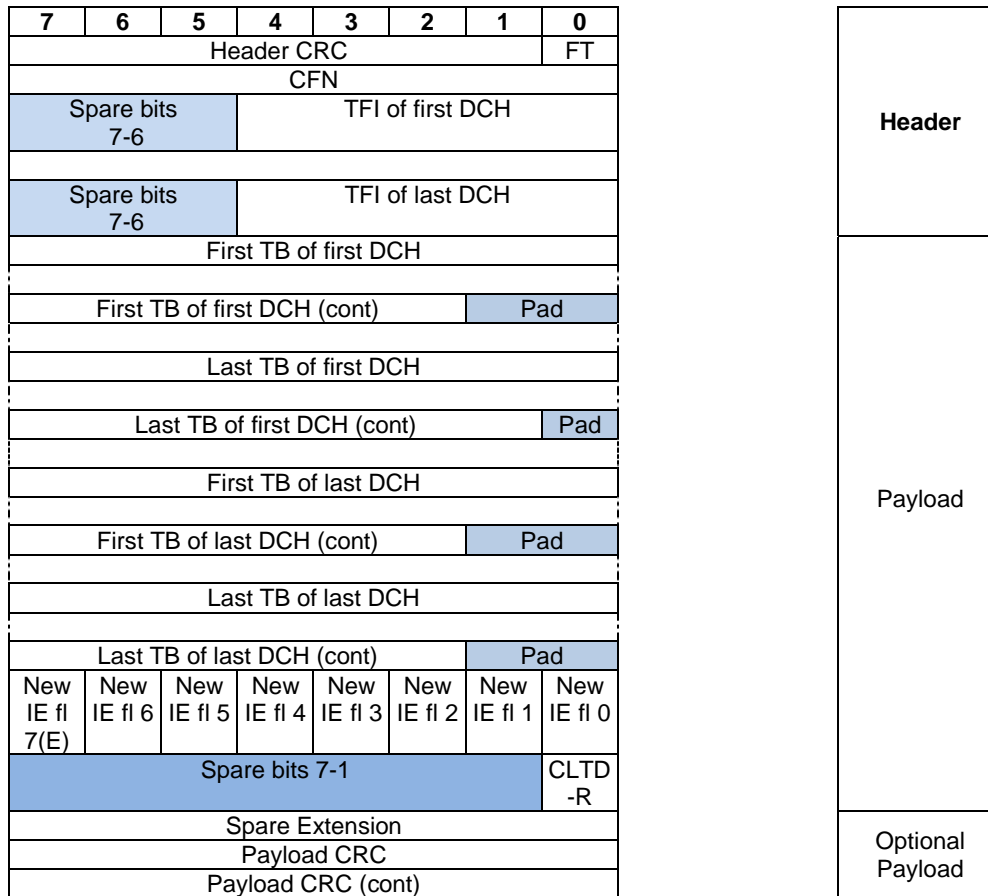 7 6 5 4 3 2 1 0
Header CRC FT
CFN
Spare bits TFI of first DCH
7-6
Spare bits TFI of last DCH
7-6
Header
First TB of first DCH
First TB of first DCH (cont) Pad
Last TB of first DCH
Last TB of first DCH (cont) Pad
First TB of last DCH
First TB of last DCH (cont) Pad
Last TB of last DCH
Last TB of last DCH (cont) Pad
New New New New New New New New
IE fl IE fl 6 IE fl 5 IE fl 4 IE fl 3 IE fl 2 IE fl 1 IE fl 0
7(E)
Spare bits 7-1 CLTD
-R
Payload
Spare Extension
Payload CRC
Payload CRC (cont)
Optional
Payload